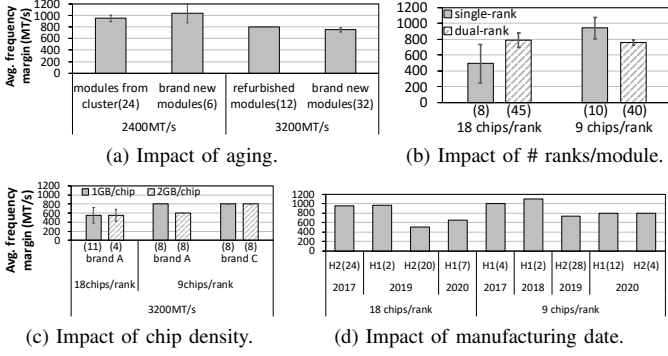 Avg. frequency margin (MT/s)
1200
1000
800
600
400
200
0
modules from cluster(24)
brand new modules(6)
refurbished modules(12)
brand new modules(32)
2400MT/s
3200MT/s
(a) Impact of aging.
single-rank
dual-rank
1200
1000
800
600
400
200
0
(8)
(45)
(10)
(40)
18 chips/rank
9 chips/rank
(b) Impact of # ranks/module.
Avg. frequency margin (MT/s)
1GB/chip
2GB/chip
1200
1000
800
600
400
200
0
(11)
(4)
(8)
(8)
(8)
(8)
brand A
brand A
brand C
18chips/rank
9chips/rank
3200MT/s
(c) Impact of chip density.
1200
1000
800
600
400
200
0
H2(24)
H1(2)
H2(20)
H1(7)
H1(4)
H1(2)
H2(28)
H1(12)
H2(4)
2017
2019
2020
2017
2018
2019
2020
18 chips/rank
9 chips/rank
(d) Impact of manufacturing date.